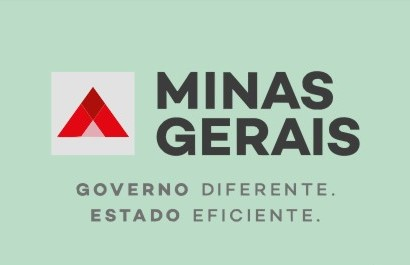 MINAS
GERAIS
GOVERNO DIFERENTE.
ESTADO EFICIENTE.